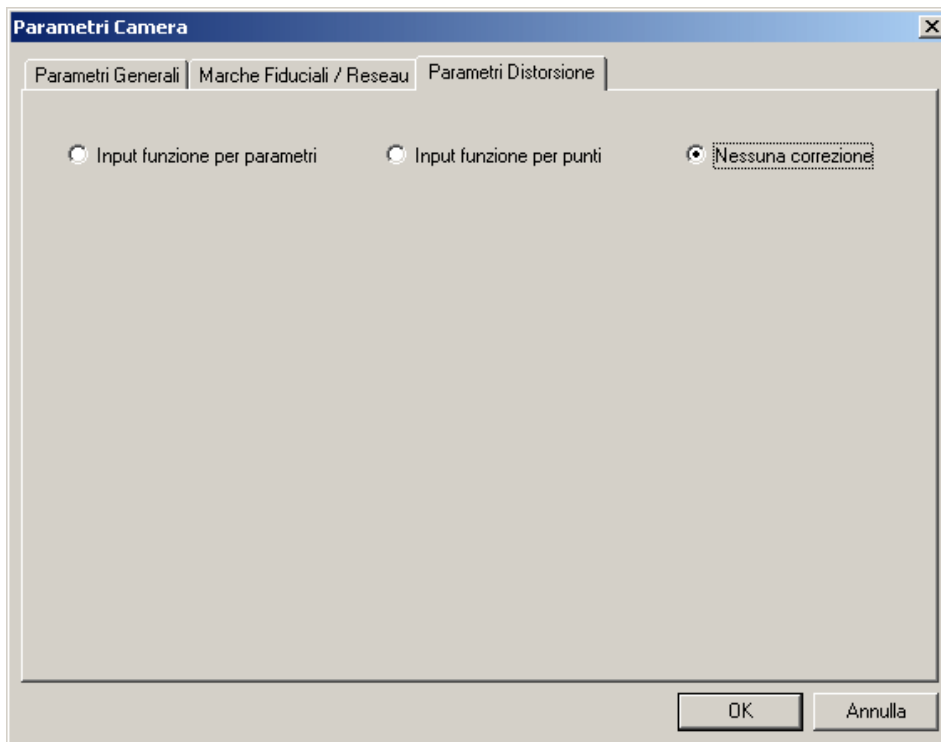 Parametri Camera
Parametri Generali Marche Fiduciali / Reseau Parametri Distorsione
Input funzione per parametri Input funzione per punti Nessuna correzione
OK Annulla